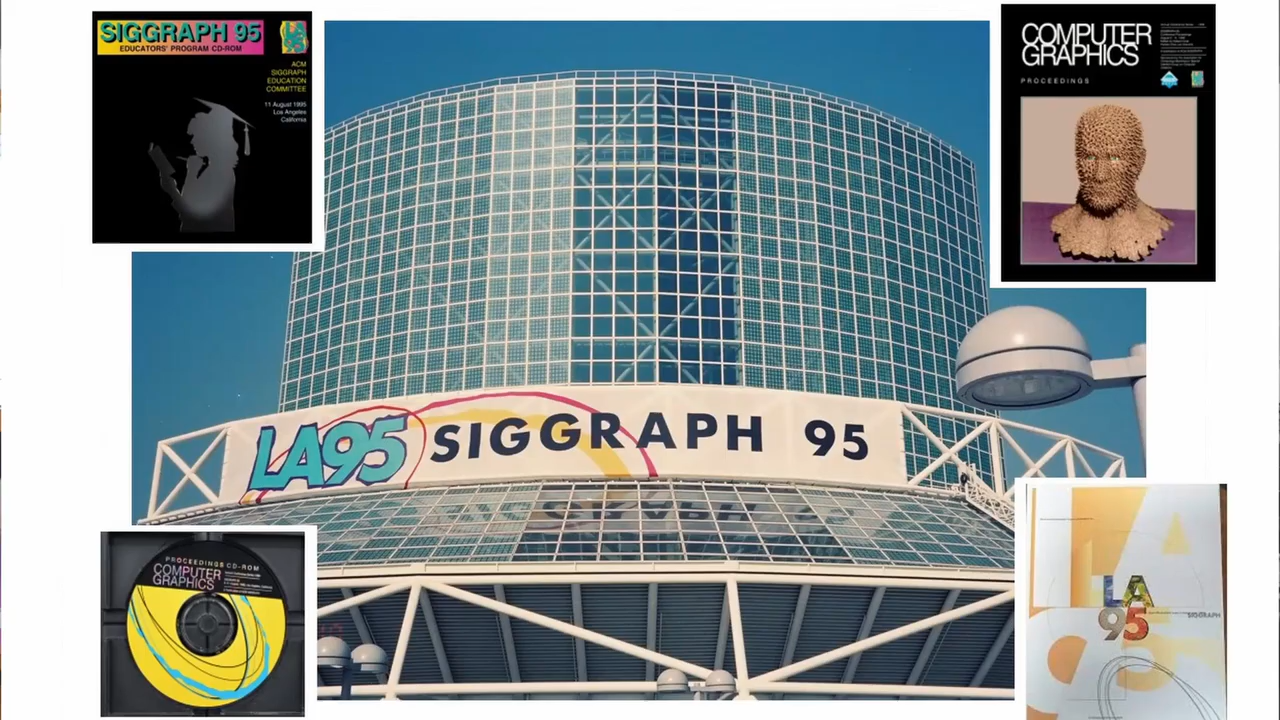 SIGGRAPH 95
EDUCATORS' PROGRAM CD-ROM
ACM
SIGGRAPH
EDUCATION
COMMITTEE
11 August 1995
Los Angeles
California
COMPUTER
GRAPHICS
PROCEEDINGS
LA95 SIGGRAPH 95
PROCEEDINGS CD-ROM
COMPUTER
GRAPHICS
LA
LA
95
SIGGRAPH